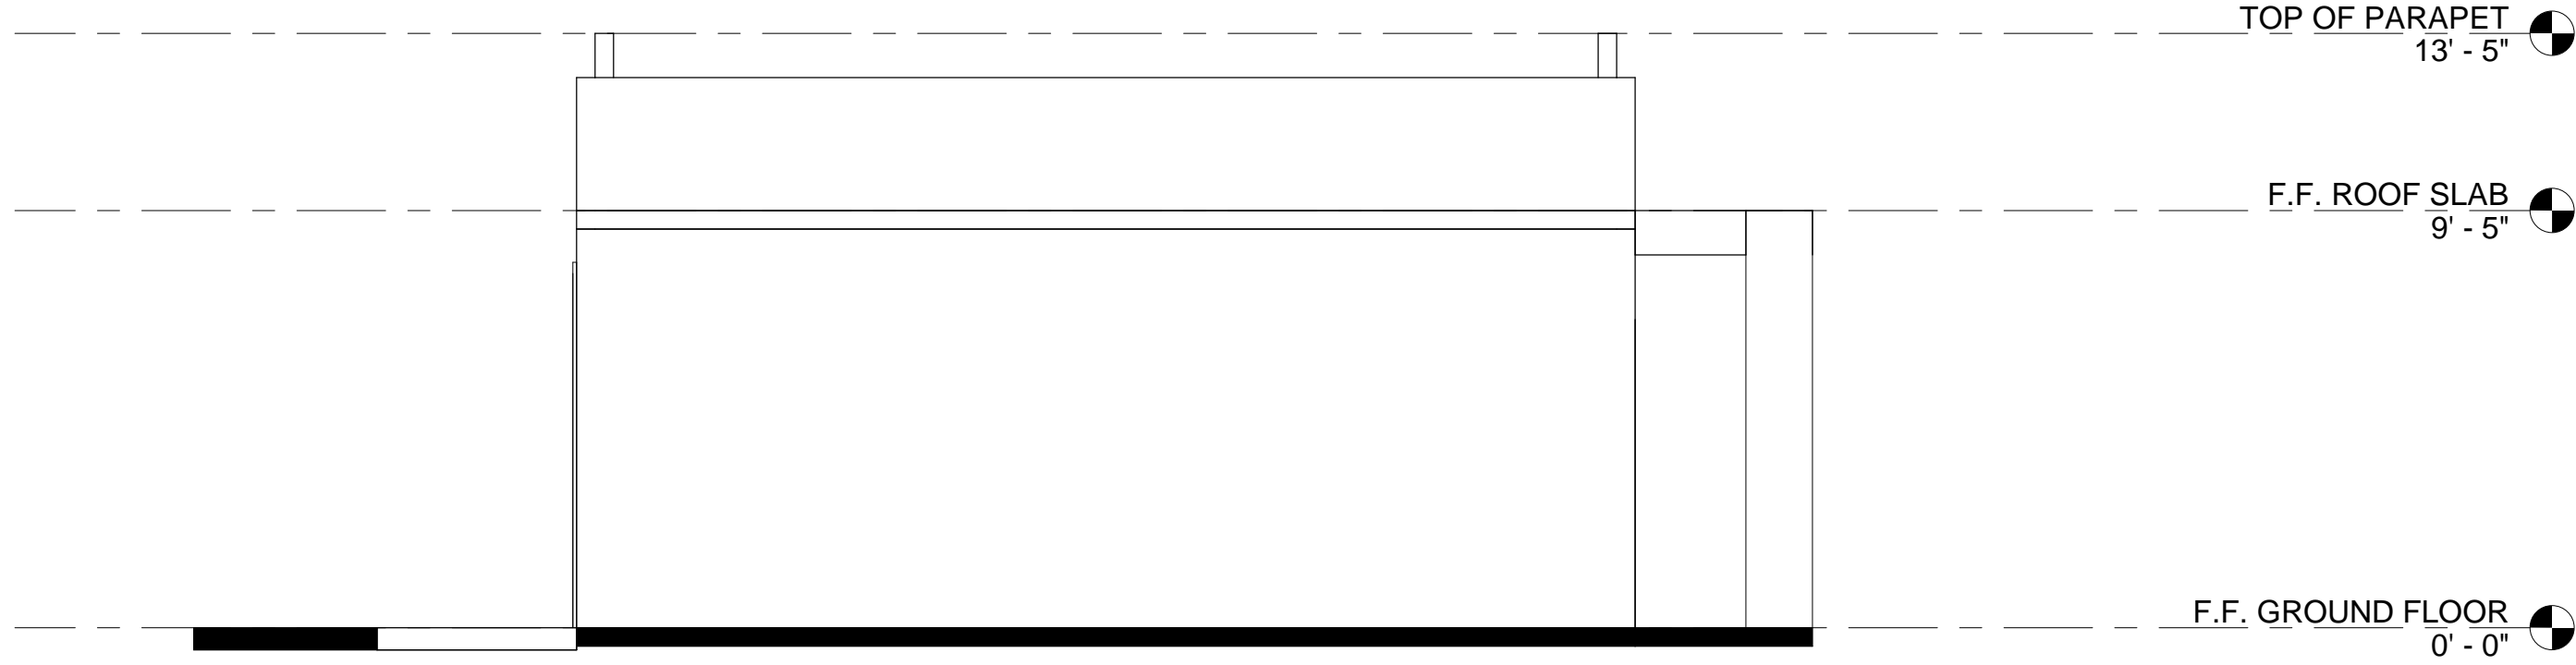 TOP OF PARAPET
13' - 5"
F.F. ROOF SLAB
9' - 5"
F.F. GROUND FLOOR
0' - 0"